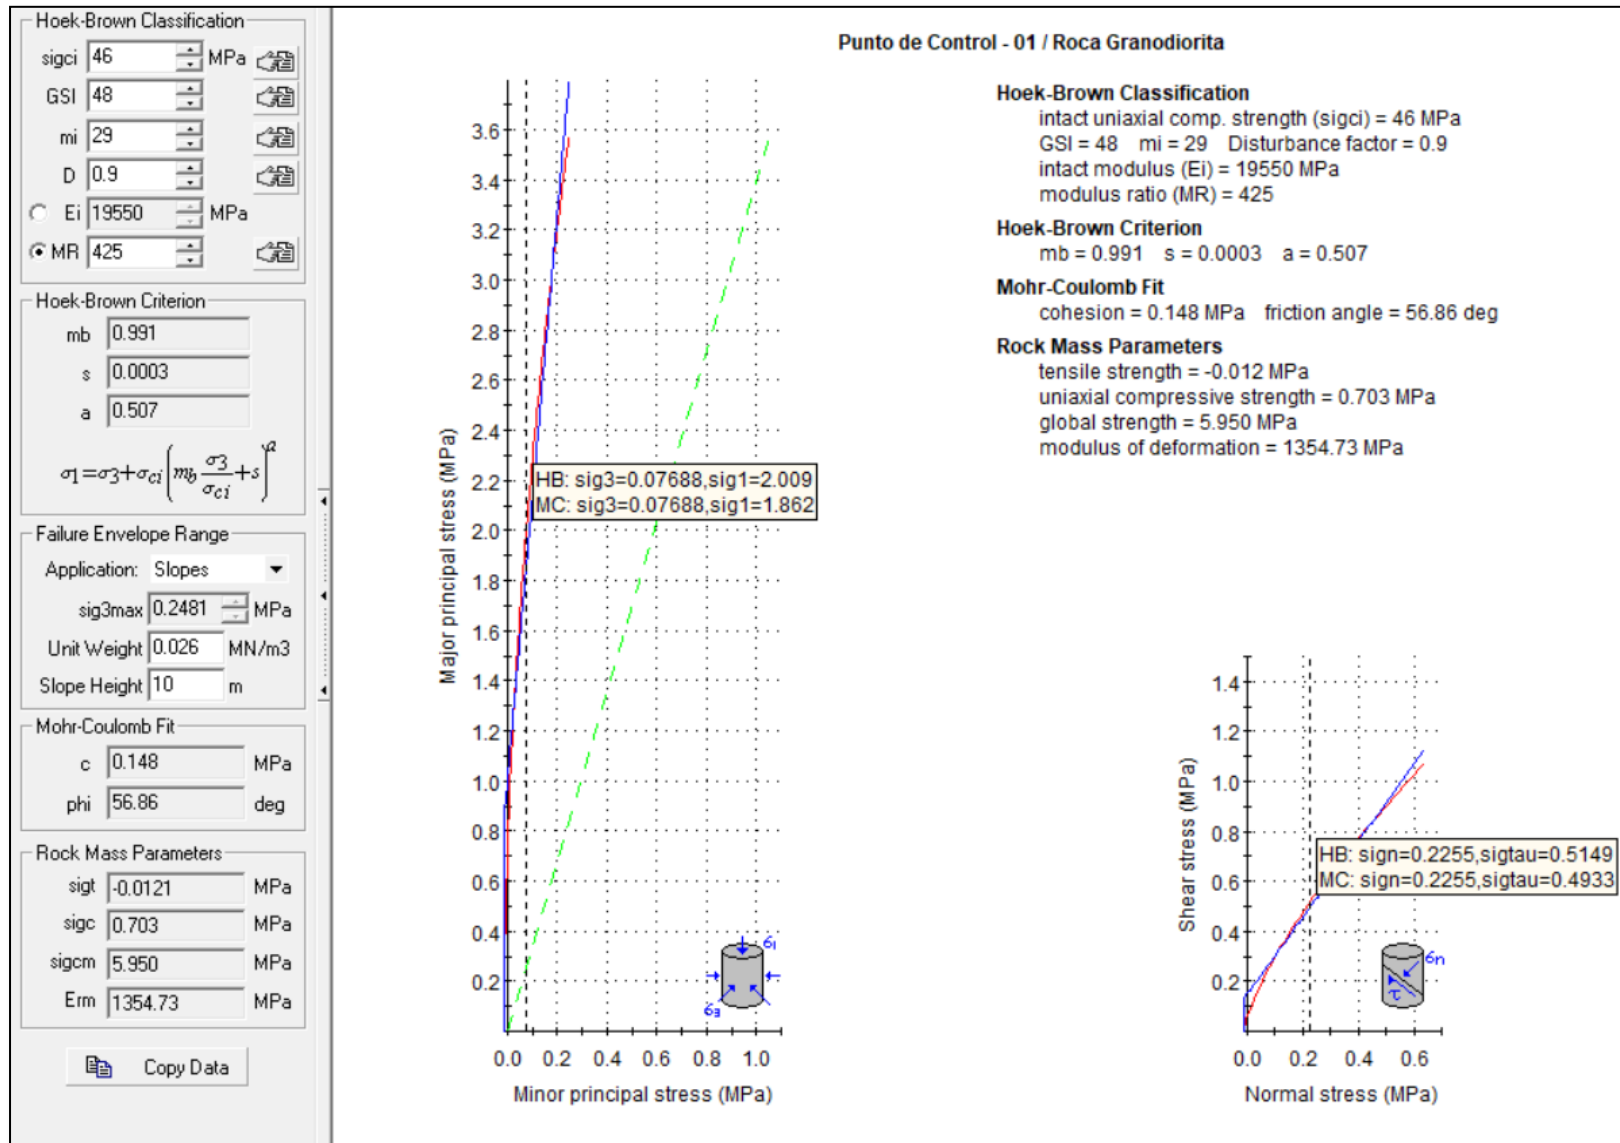 Hoek-Brown Classification
sigci 46 MPa
GSI 48
mi 29
D 0.9
Ei 19550 MPa
MR 425
Hoek-Brown Criterion
mb 0.991
s 0.0003
a 0.507
σ1=σ3+σci(mb σ3/σci+s)^a
Failure Envelope Range
Application: Slopes
sig3max 0.2481 MPa
Unit Weight 0.026 MN/m3
Slope Height 10 m
Mohr-Coulomb Fit
c 0.148 MPa
phi 56.86 deg
Rock Mass Parameters
sigt -0.0121 MPa
sigc 0.703 MPa
sigcm 5.950 MPa
Erm 1354.73 MPa
Copy Data
Punto de Control - 01 / Roca Granodiorita
Hoek-Brown Classification
intact uniaxial comp. strength (sigci) = 46 MPa
GSI = 48 mi = 29 Disturbance factor = 0.9
intact modulus (Ei) = 19550 MPa
modulus ratio (MR) = 425
Hoek-Brown Criterion
mb = 0.991 s = 0.0003 a = 0.507
Mohr-Coulomb Fit
cohesion = 0.148 MPa friction angle = 56.86 deg
Rock Mass Parameters
tensile strength = -0.012 MPa
uniaxial compressive strength = 0.703 MPa
global strength = 5.950 MPa
modulus of deformation = 1354.73 MPa
Major principal stress (MPa)
3.6
3.4
3.2
3.0
2.8
2.6
2.4
2.2
2.0
1.8
1.6
1.4
1.2
1.0
0.8
0.6
0.4
0.2
HB: sig3=0.07688,sig1=2.009
MC: sig3=0.07688,sig1=1.862
σ1
σ3
0.0 0.2 0.4 0.6 0.8 1.0
Minor principal stress (MPa)
Shear stress (MPa)
1.4
1.2
1.0
0.8
0.6
0.4
0.2
HB: sign=0.2255,sigtau=0.5149
MC: sign=0.2255,sigtau=0.4933
σn
τ
0.0 0.2 0.4 0.6
Normal stress (MPa)